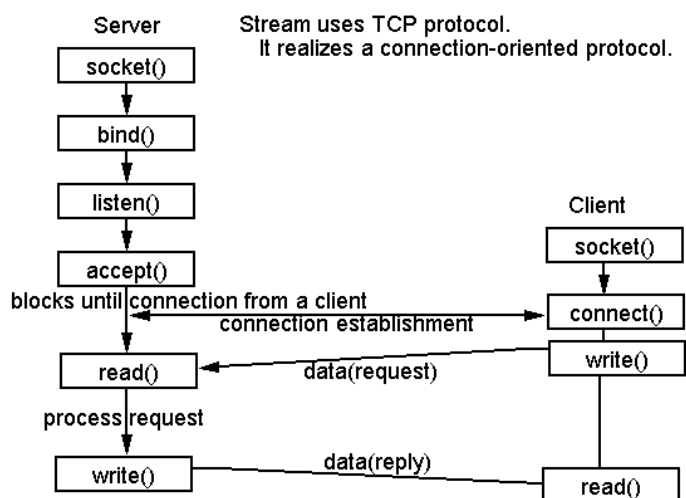 Server
Stream uses TCP protocol.
It realizes a connection-oriented protocol.
socket()
bind()
listen()
accept()
blocks until connection from a client
Client
socket()
connect()
connection establishment
write()
data(request)
read()
process request
write()
data(reply)
read()